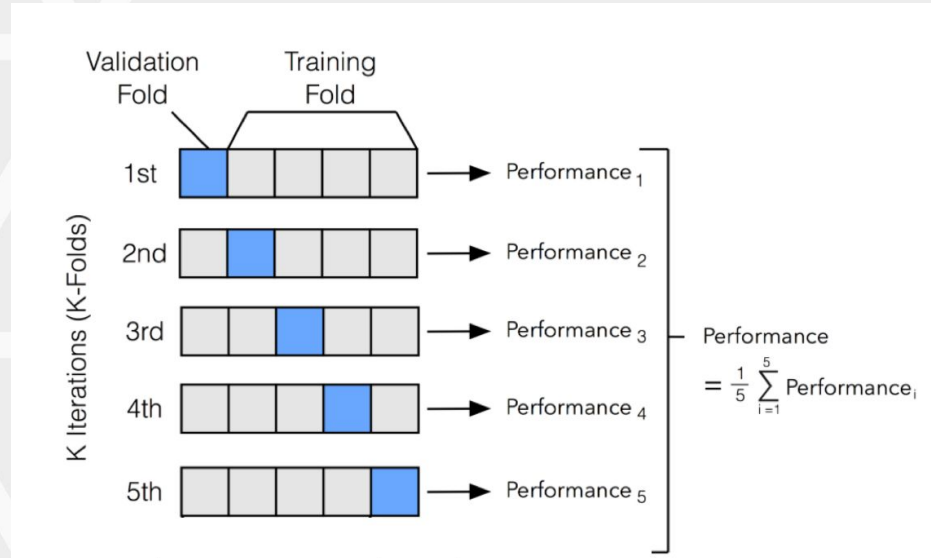 Validation
Fold
Training
Fold
K Iterations (K-Folds)
1st
Performance 1
2nd
Performance 2
3rd
Performance 3
4th
Performance 4
5th
Performance 5
Performance
= 1/5 5∑i=1 Performance i